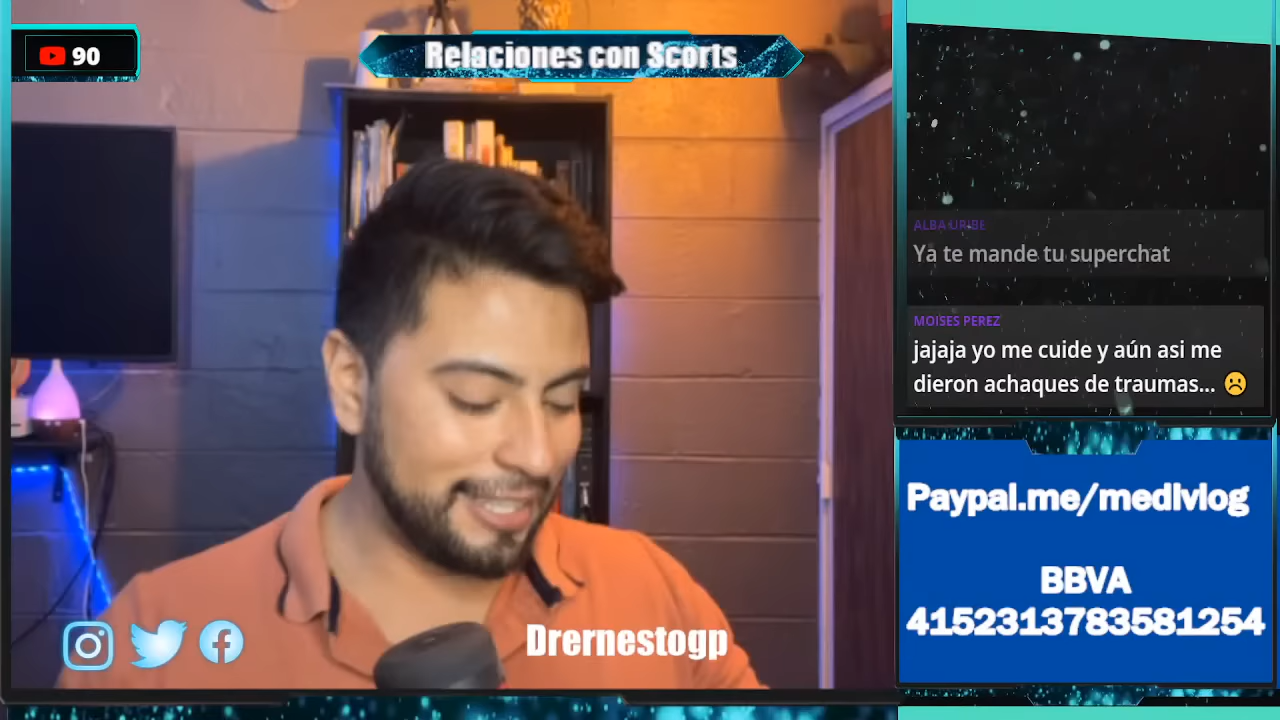 90
Relaciones con Scorts
ALBA URIBE
Ya te mande tu superchat
MOISES PEREZ
jajaja yo me cuide y aún asi me
dieron achaques de traumas... ☹️
Paypal.me/medivlog
BBVA
4152313783581254
Drernestogp